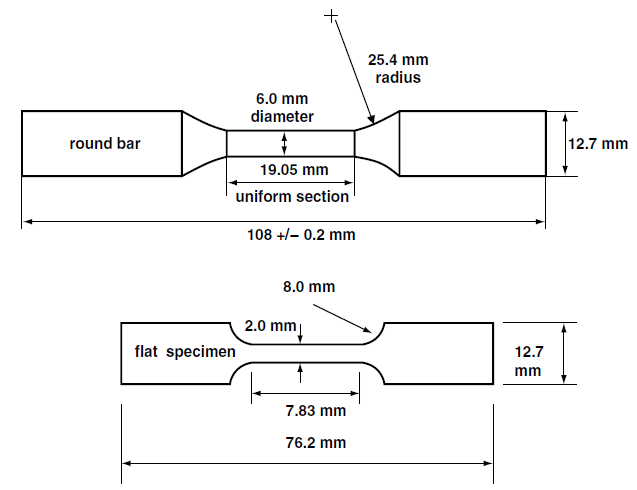 25.4 mm
radius
6.0 mm
diameter
round bar
12.7 mm
19.05 mm
uniform section
108 +/− 0.2 mm
8.0 mm
2.0 mm
flat specimen
12.7
mm
7.83 mm
76.2 mm